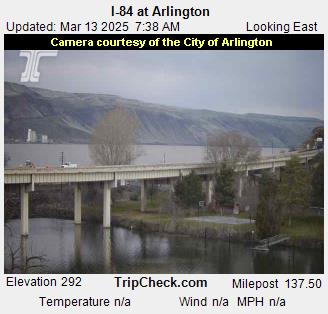 I-84 at Arlington
Updated: Mar 13 2025 7:38 AM Looking East
Camera courtesy of the City of Arlington
Elevation 292 TripCheck.com Milepost 137.50
Temperature n/a Wind n/a MPH n/a